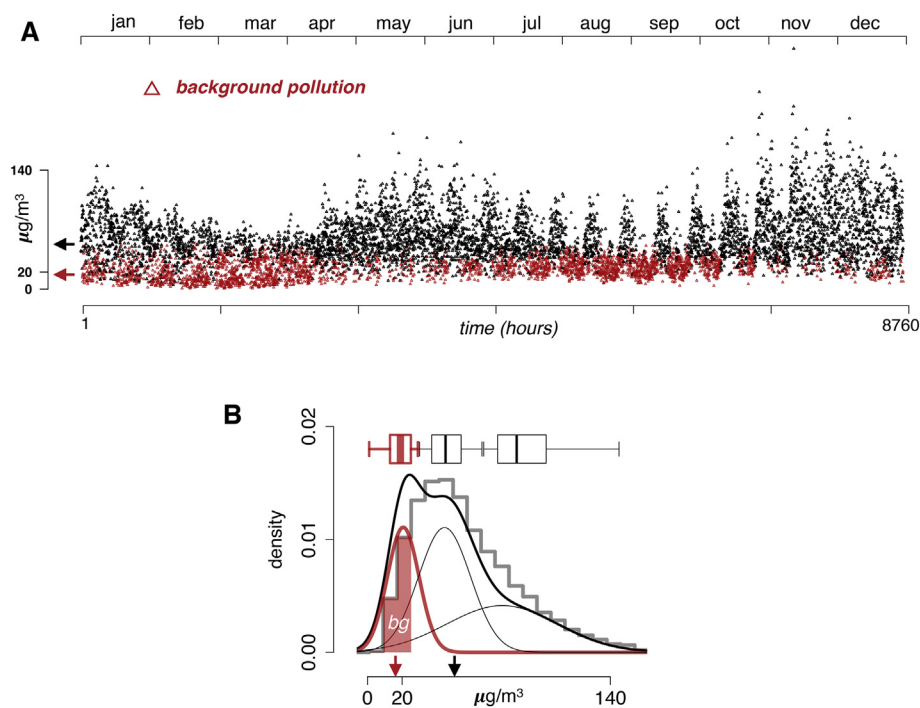 A
jan feb mar apr may jun jul aug sep oct nov dec
background pollution
140
μg/m³
20
0
1 time (hours) 8760
B
0.02
0.01
density
0.00
bg
0 20 μg/m³ 140